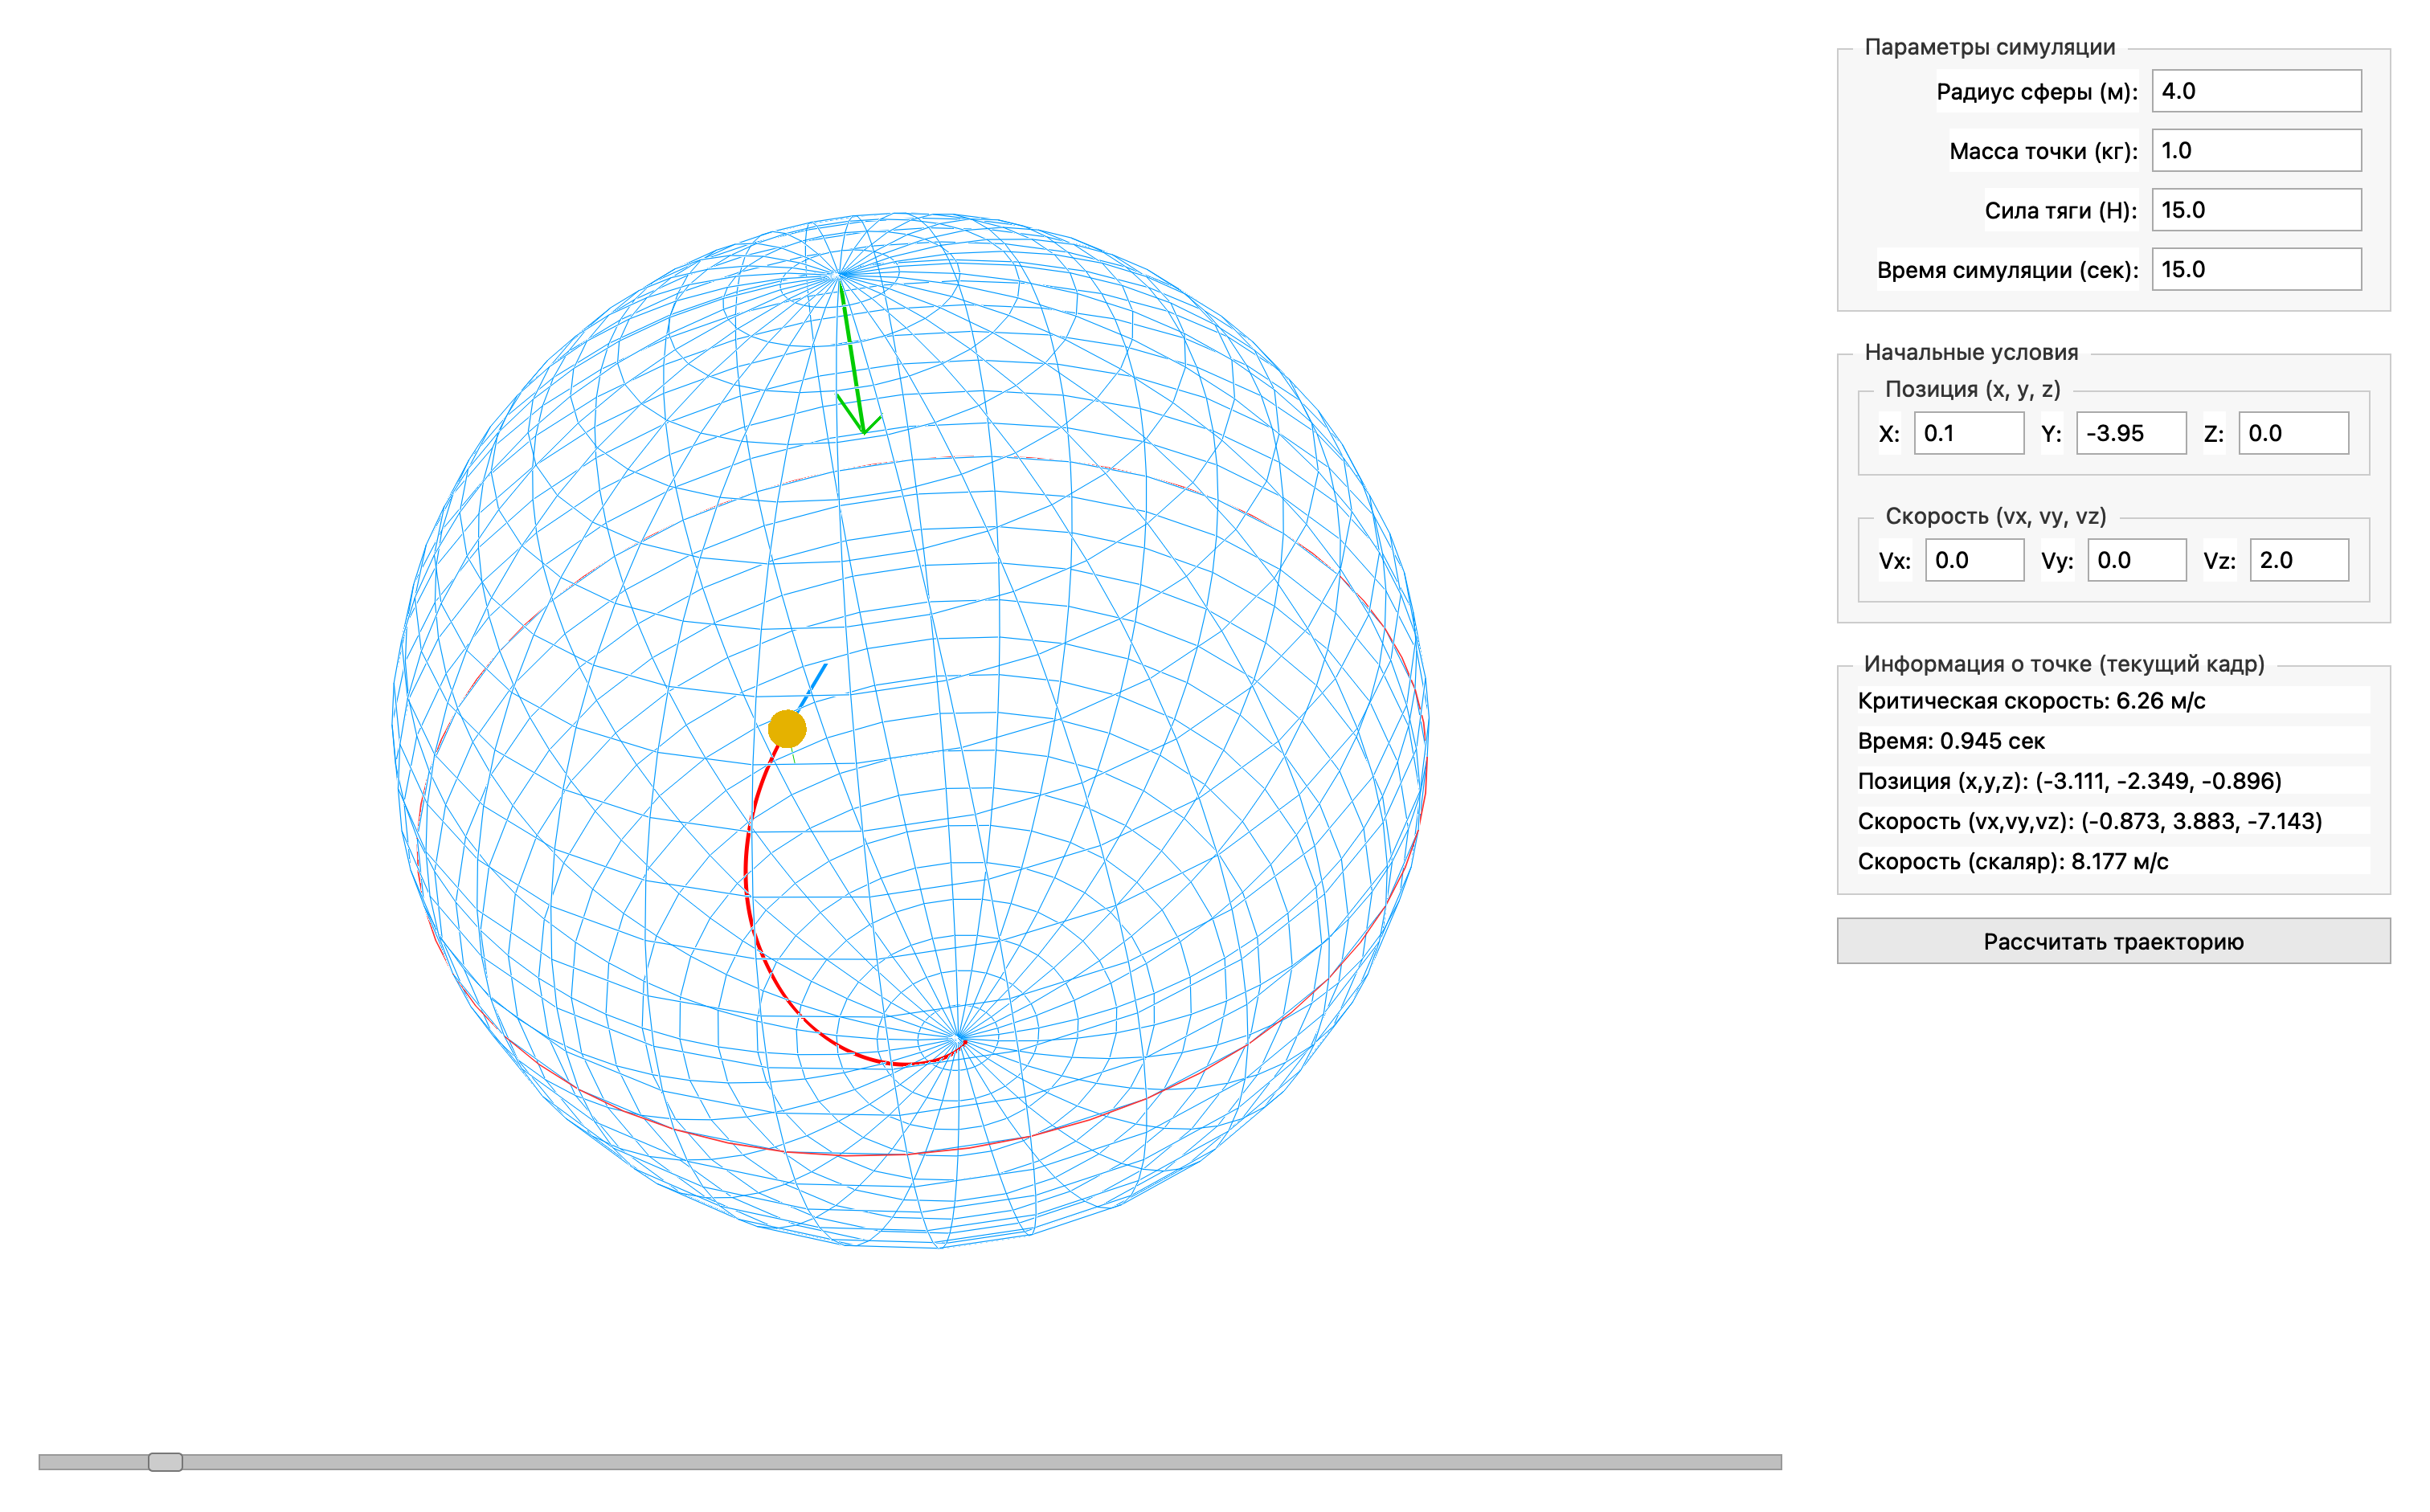 Параметры симуляции
Радиус сферы (м): 4.0
Масса точки (кг): 1.0
Сила тяги (Н): 15.0
Время симуляции (сек): 15.0
Начальные условия
Позиция (x, y, z)
X: 0.1 Y: -3.95 Z: 0.0
Скорость (vx, vy, vz)
Vx: 0.0 Vy: 0.0 Vz: 2.0
Информация о точке (текущий кадр)
Критическая скорость: 6.26 м/с
Время: 0.945 сек
Позиция (x,y,z): (-3.111, -2.349, -0.896)
Скорость (vx,vy,vz): (-0.873, 3.883, -7.143)
Скорость (скаляр): 8.177 м/с
Рассчитать траекторию